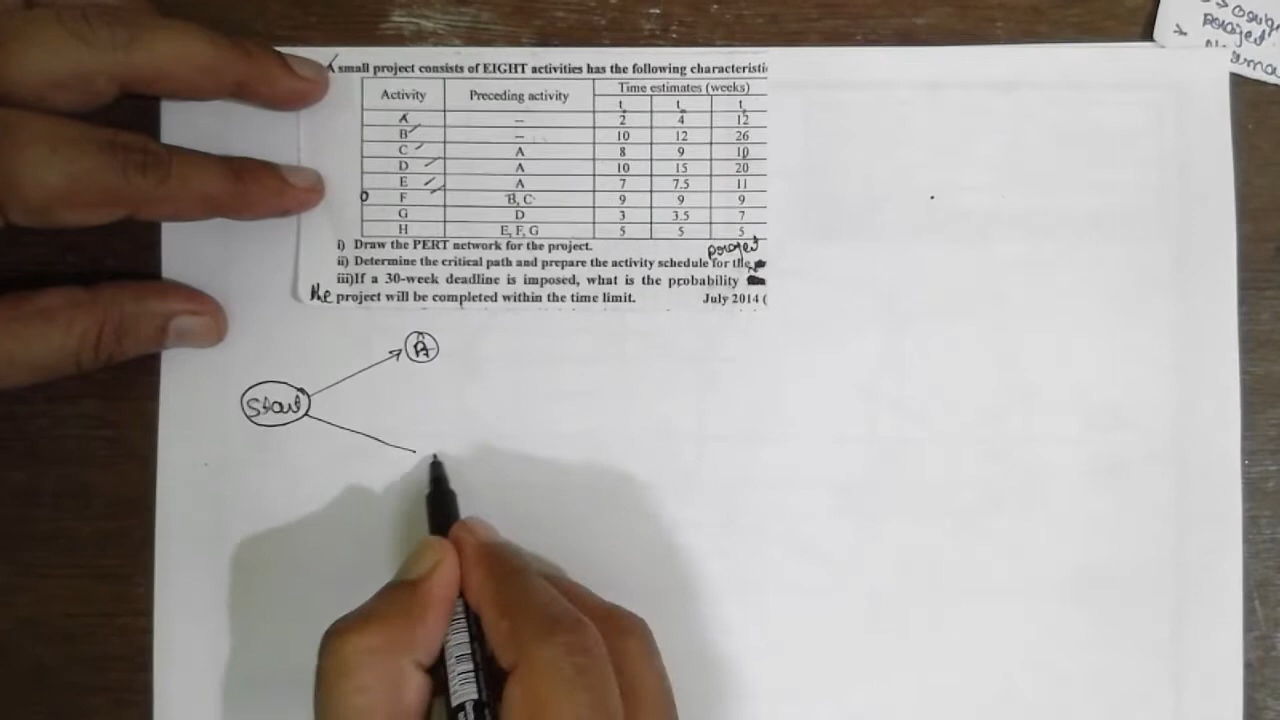 A small project consists of EIGHT activities has the following characteristi
Activity Preceding activity Time estimates (weeks)
t t t
A – 2 4 12
B – 10 12 26
C A 8 9 10
D A 10 15 20
E A 7 7.5 11
F B, C 9 9 9
G D 3 3.5 7
H E, F, G 5 5 5
i) Draw the PERT network for the project.
ii) Determine the critical path and prepare the activity schedule for the project
iii)If a 30-week deadline is imposed, what is the probability
the project will be completed within the time limit. July 2014 (
Start
A
project